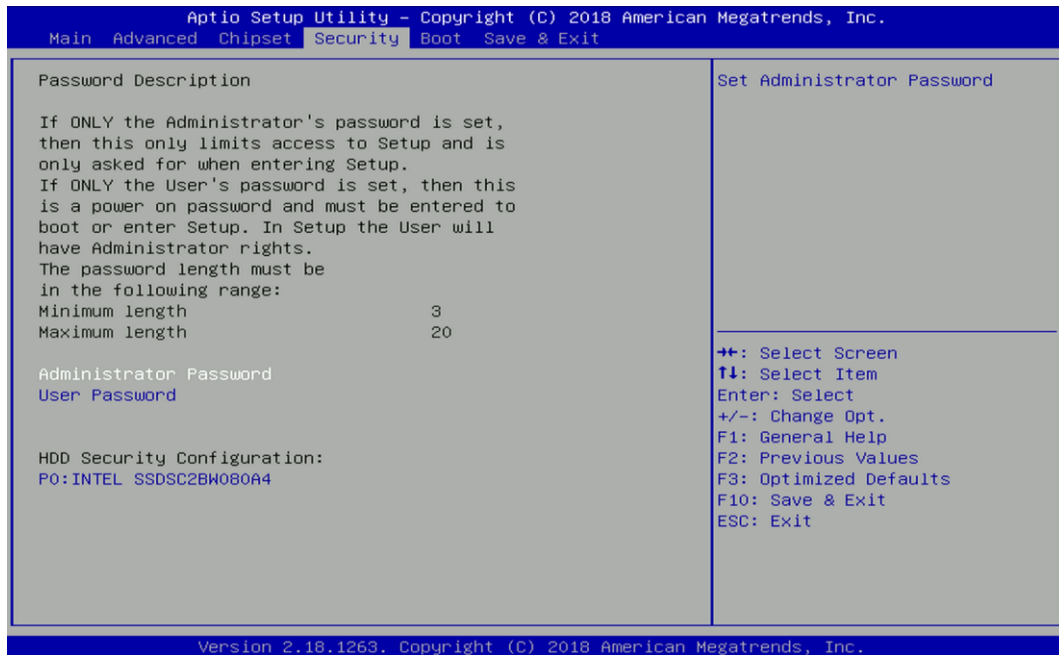 Aptio Setup Utility – Copyright (C) 2018 American Megatrends, Inc.
Main Advanced Chipset Security Boot Save & Exit
Password Description
If ONLY the Administrator's password is set,
then this only limits access to Setup and is
only asked for when entering Setup.
If ONLY the User's password is set, then this
is a power on password and must be entered to
boot or enter Setup. In Setup the User will
have Administrator rights.
The password length must be
in the following range:
Minimum length 3
Maximum length 20
Administrator Password
User Password
HDD Security Configuration:
P0:INTEL SSDSC2BW080A4
Set Administrator Password
→←: Select Screen
↑↓: Select Item
Enter: Select
+/-: Change Opt.
F1: General Help
F2: Previous Values
F3: Optimized Defaults
F10: Save & Exit
ESC: Exit
Version 2.18.1263. Copyright (C) 2018 American Megatrends, Inc.